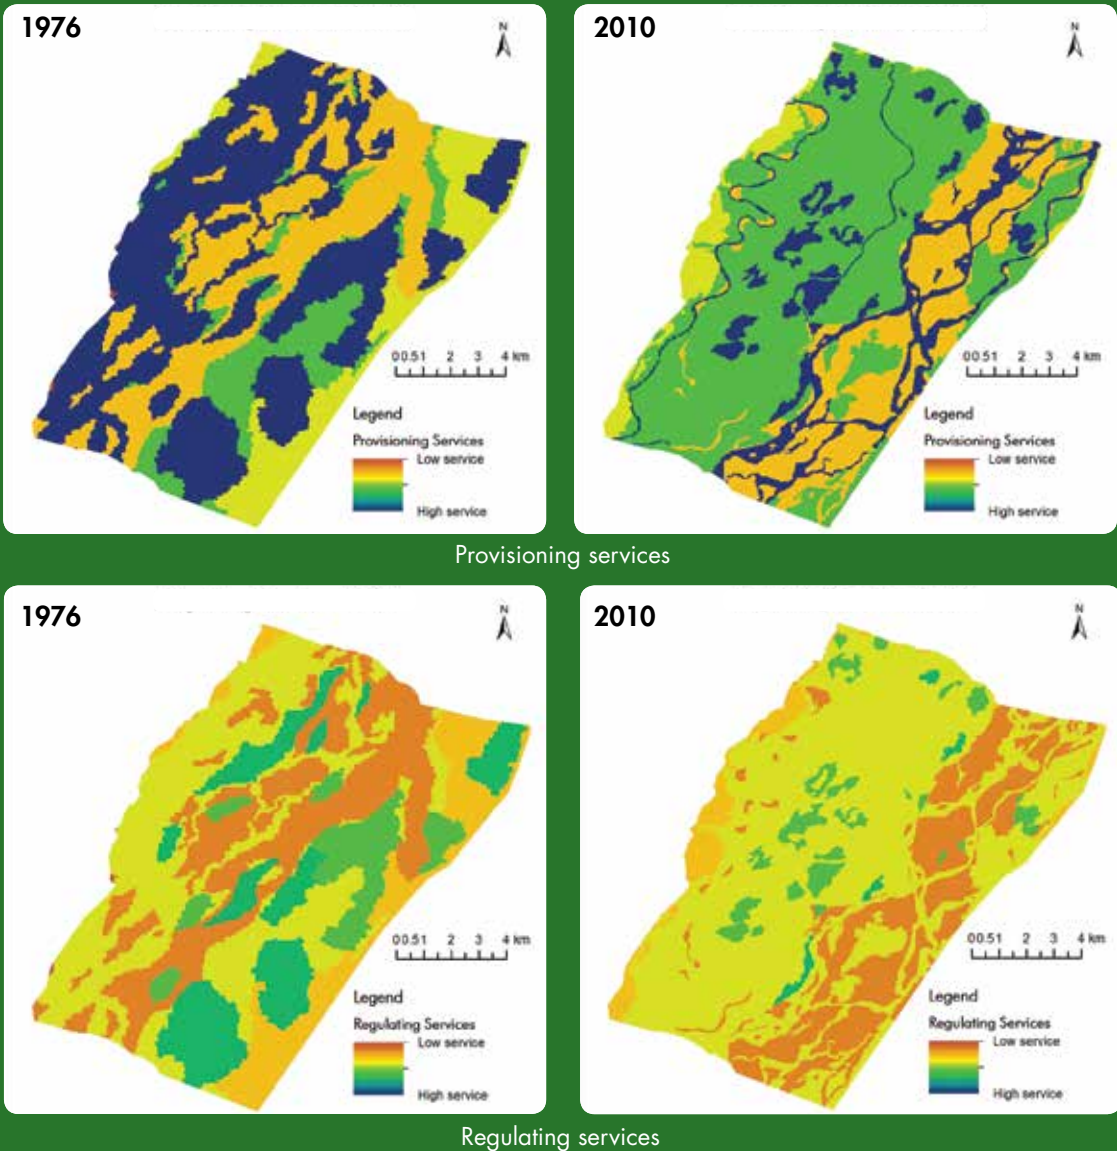 1976
N
00.51 2 3 4 km
Legend
Provisioning Services
Low service
High service
2010
N
00.51 2 3 4 km
Legend
Provisioning Services
Low service
High service
Provisioning services
1976
N
00.51 2 3 4 km
Legend
Regulating Services
Low service
High service
2010
N
00.51 2 3 4 km
Legend
Regulating Services
Low service
High service
Regulating services